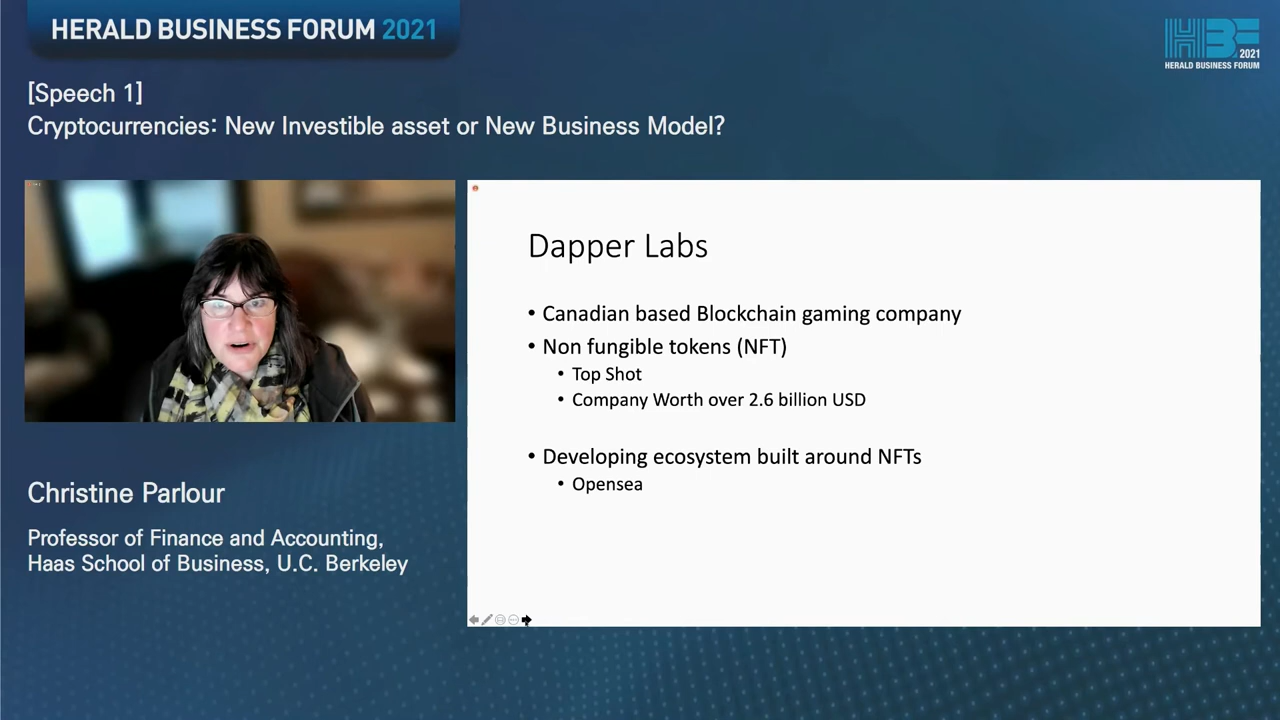 HERALD BUSINESS FORUM 2021
HBF 2021
HERALD BUSINESS FORUM
[Speech 1]
Cryptocurrencies: New Investible asset or New Business Model?
Dapper Labs
• Canadian based Blockchain gaming company
• Non fungible tokens (NFT)
• Top Shot
• Company Worth over 2.6 billion USD
• Developing ecosystem built around NFTs
• Opensea
Christine Parlour
Professor of Finance and Accounting,
Haas School of Business, U.C. Berkeley